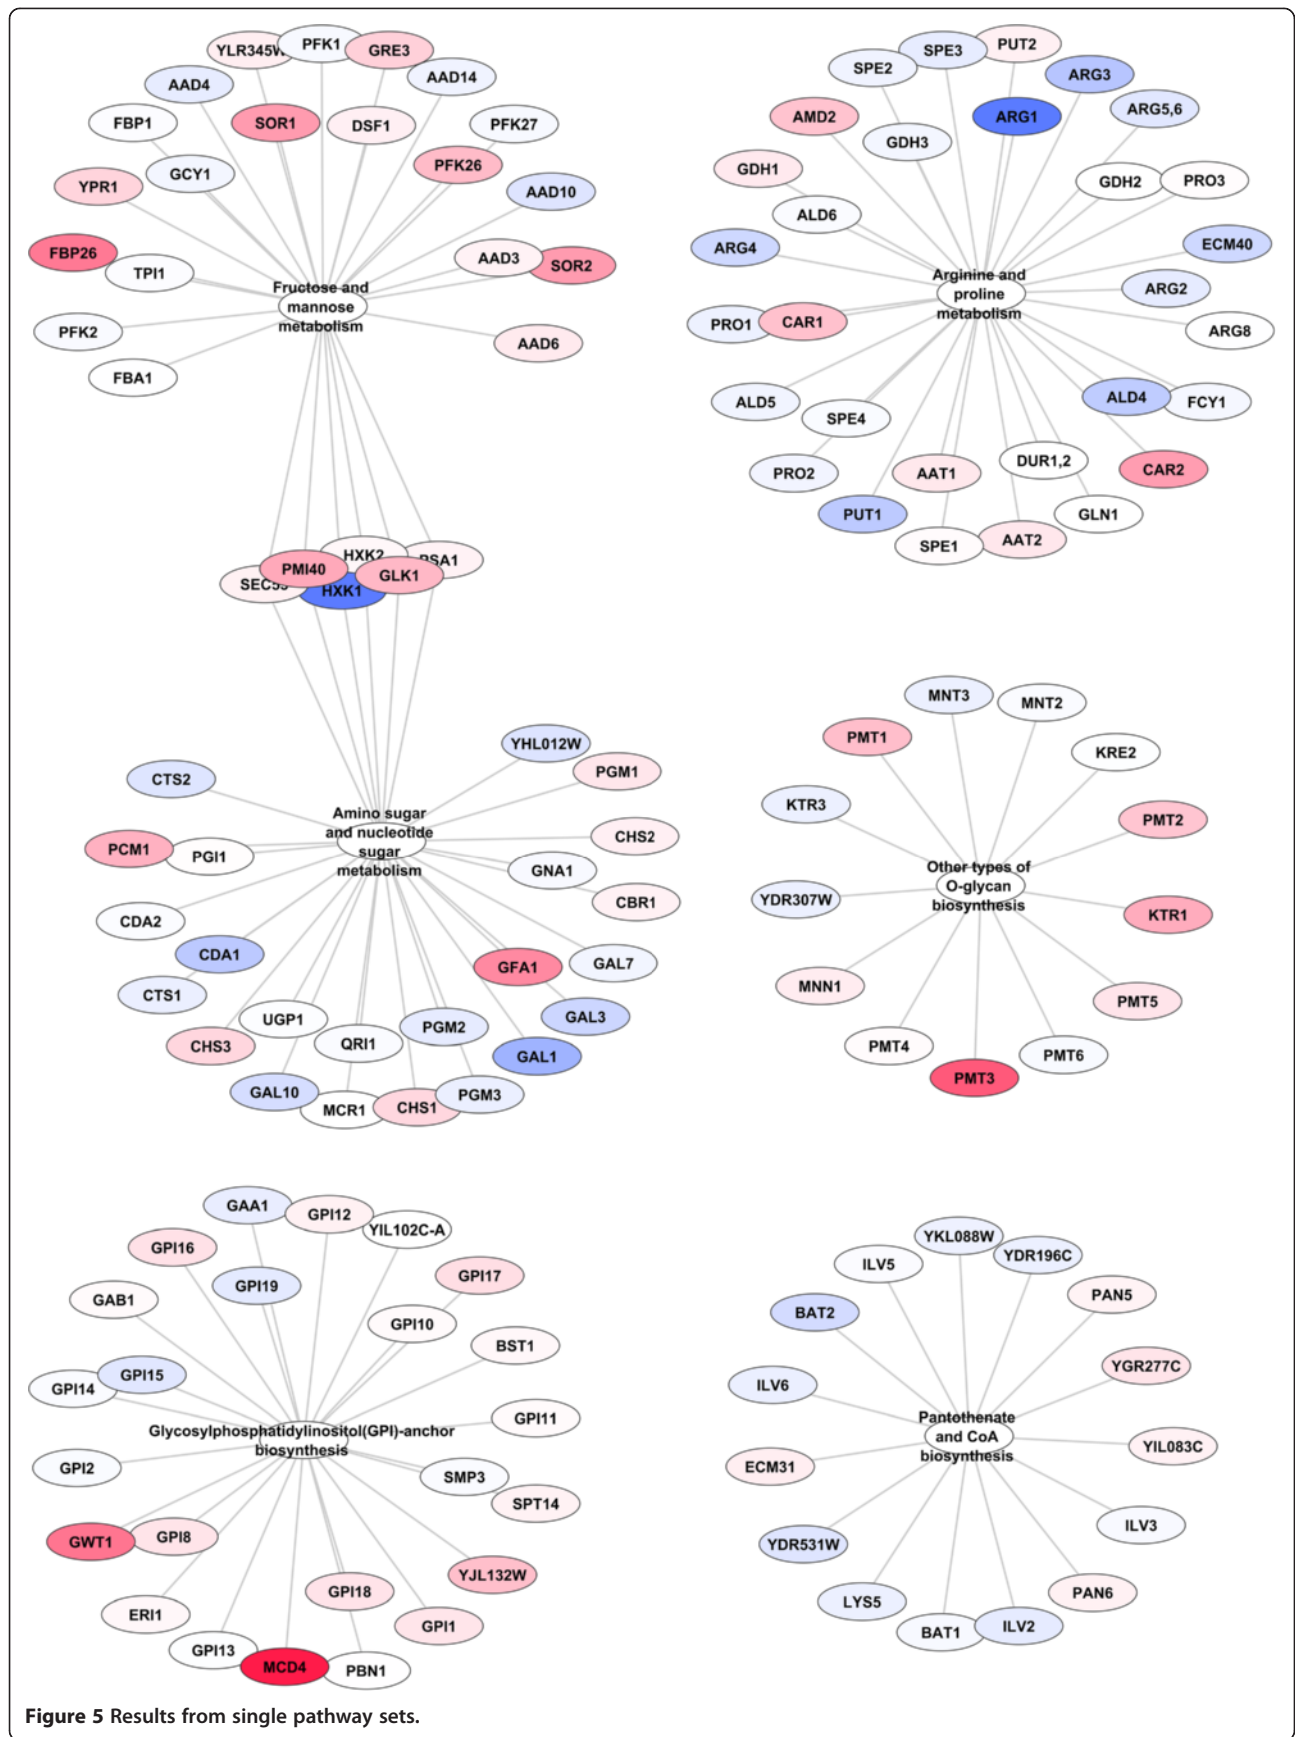 YLR345W
PFK1
GRE3
AAD4
AAD14
FBP1
SOR1
DSF1
PFK27
YPR1
GCY1
PFK26
AAD10
FBP26
TPI1
AAD3
SOR2
Fructose and
mannose
metabolism
PFK2
AAD6
FBA1
SPE2
SPE3
PUT2
ARG3
AMD2
ARG1
ARG5,6
GDH3
GDH1
GDH2
PRO3
ALD6
ARG4
ECM40
Arginine and
proline
metabolism
ARG2
PRO1
CAR1
ARG8
ALD5
ALD4
FCY1
SPE4
PRO2
AAT1
DUR1,2
CAR2
PUT1
GLN1
SPE1
AAT2
PMI40
HXK2
GLK1
HXK1
YHL012W
CTS2
PGM1
Amino sugar
and nucleotide
sugar
metabolism
PCM1
PGI1
CHS2
GNA1
CBR1
CDA2
CDA1
GFA1
GAL7
CTS1
UGP1
PGM2
GAL3
CHS3
QRI1
GAL1
GAL10
MCR1
CHS1
PGM3
MNT3
MNT2
PMT1
KRE2
KTR3
PMT2
Other types of
O-glycan
biosynthesis
YDR307W
KTR1
MNN1
PMT5
PMT4
PMT6
PMT3
GAA1
GPI12
YIL102C-A
GPI16
GPI19
GPI17
GAB1
GPI10
BST1
GPI14
GPI15
GPI11
Glycosylphosphatidylinositol(GPI)-anchor
biosynthesis
GPI2
SMP3
SPT14
GWT1
GPI8
YJL132W
ERI1
GPI18
GPI1
GPI13
MCD4
PBN1
YKL088W
YDR196C
ILV5
BAT2
PAN5
ILV6
YGR277C
Pantothenate
and CoA
biosynthesis
ECM31
YIL083C
YDR531W
ILV3
LYS5
PAN6
BAT1
ILV2
Figure 5 Results from single pathway sets.